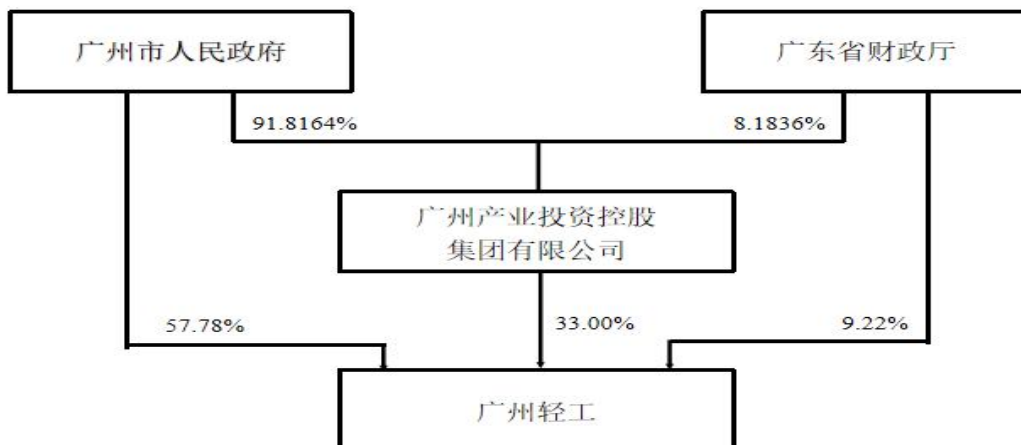 广州市人民政府
广东省财政厅
91.8164%
8.1836%
广州产业投资控股
集团有限公司
57.78%
33.00%
9.22%
广州轻工